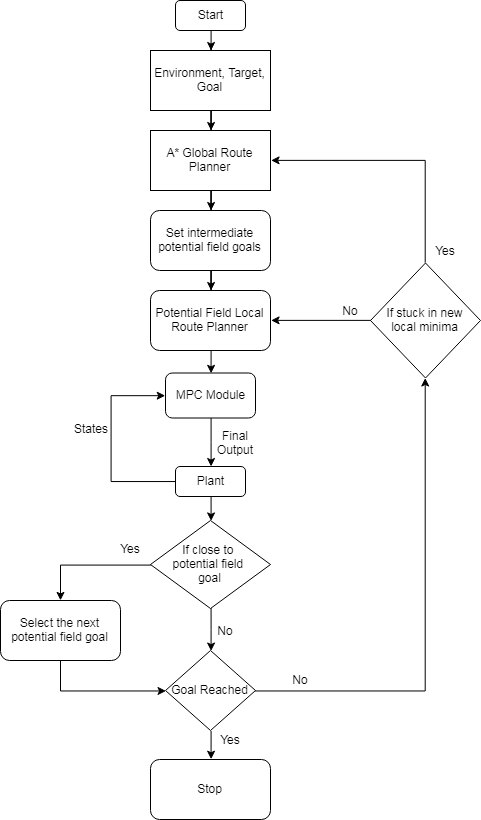 Start
Environment, Target,
Goal
A* Global Route
Planner
Set intermediate
potential field goals
Yes
Potential Field Local
Route Planner
No
If stuck in new
local minima
MPC Module
States
Final
Output
Plant
Yes
If close to
potential field
goal
Select the next
potential field goal
No
Goal Reached
No
Yes
Stop